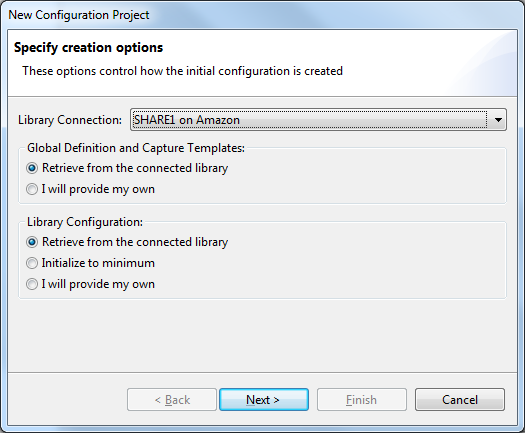 New Configuration Project
Specify creation options
These options control how the initial configuration is created
Library Connection: SHARE1 on Amazon
Global Definition and Capture Templates:
Retrieve from the connected library
I will provide my own
Library Configuration:
Retrieve from the connected library
Initialize to minimum
I will provide my own
< Back Next > Finish Cancel